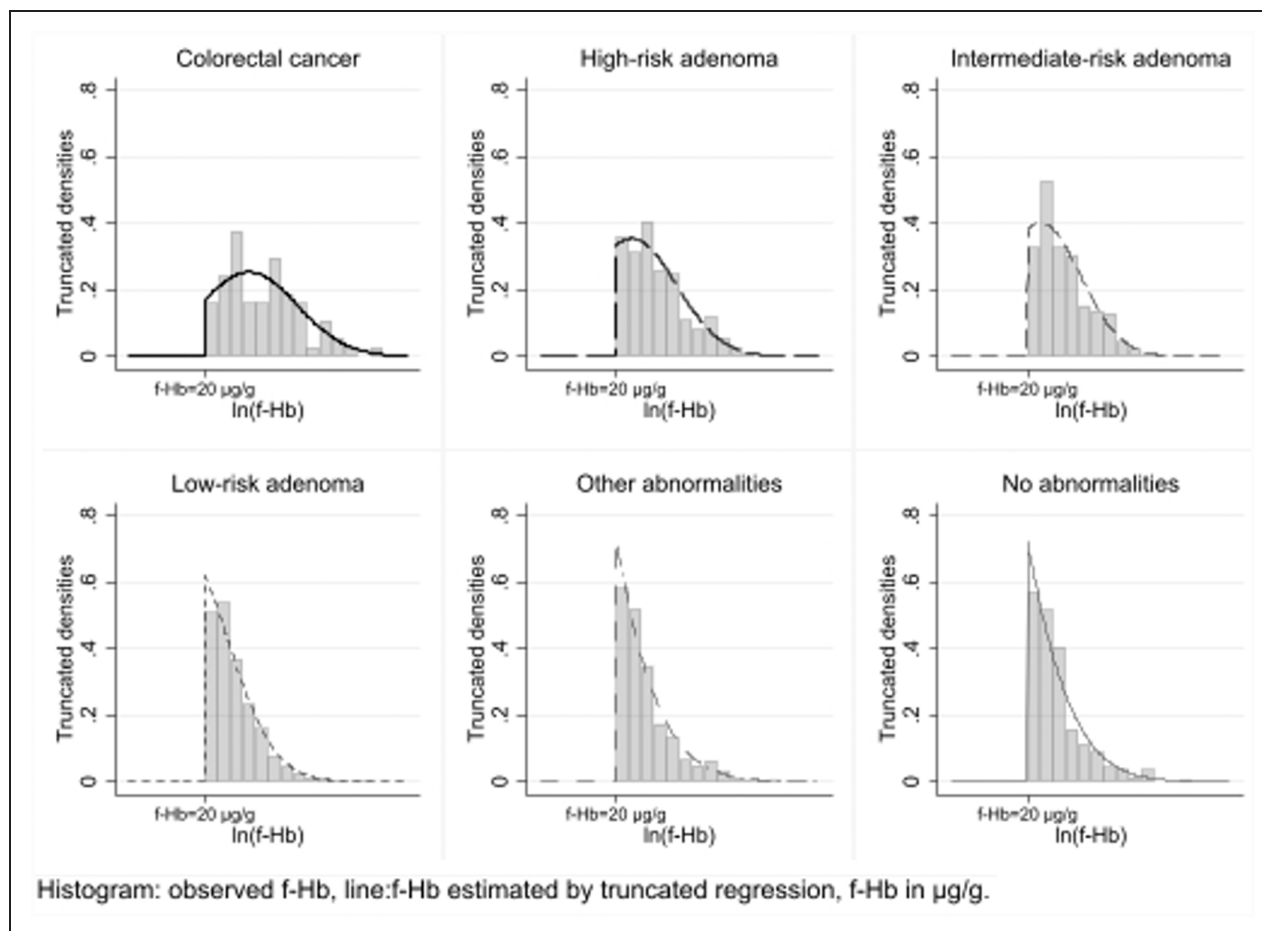 Colorectal cancer
Truncated densities
.8
.6
.4
.2
0
f-Hb=20 µg/g
ln(f-Hb)
High-risk adenoma
Truncated densities
.8
.6
.4
.2
0
f-Hb=20 µg/g
ln(f-Hb)
Intermediate-risk adenoma
Truncated densities
.8
.6
.4
.2
0
f-Hb=20 µg/g
ln(f-Hb)
Low-risk adenoma
Truncated densities
.8
.6
.4
.2
0
f-Hb=20 µg/g
ln(f-Hb)
Other abnormalities
Truncated densities
.8
.6
.4
.2
0
f-Hb=20 µg/g
ln(f-Hb)
No abnormalities
Truncated densities
.8
.6
.4
.2
0
f-Hb=20 µg/g
ln(f-Hb)
Histogram: observed f-Hb, line:f-Hb estimated by truncated regression, f-Hb in µg/g.